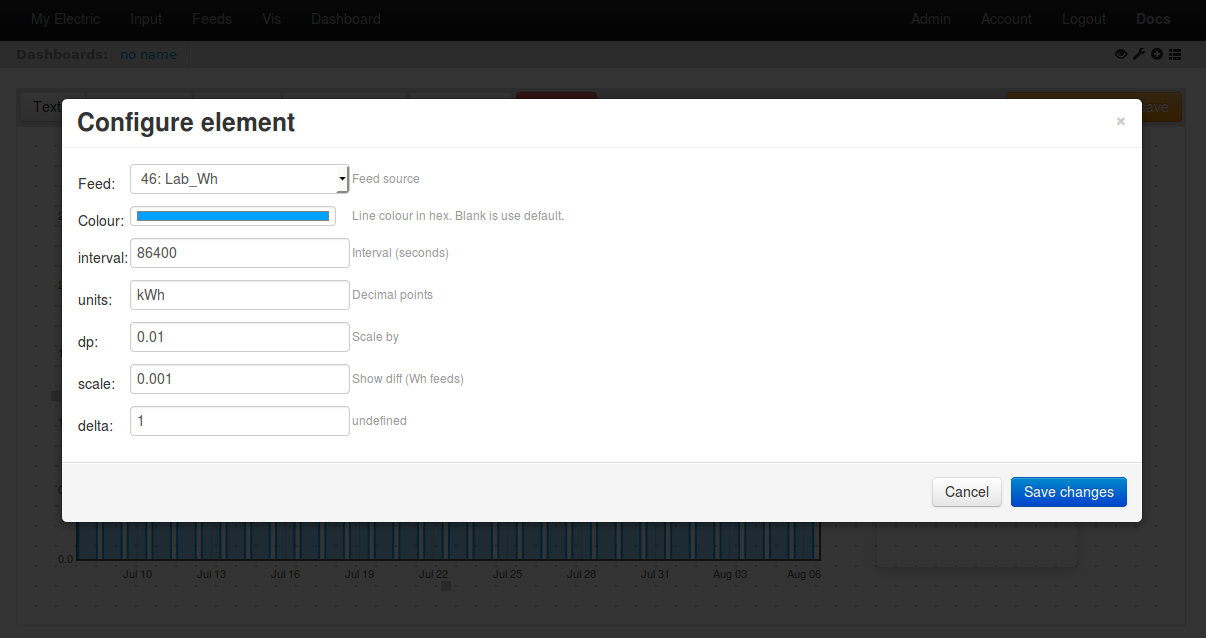 My Electric Input Feeds Vis Dashboard Admin Account Logout Docs
Dashboards: no name
Text
Configure element ×
Feed: 46: Lab_Wh Feed source
Colour: Line colour in hex. Blank is use default.
interval: 86400 Interval (seconds)
units: kWh Decimal points
dp: 0.01 Scale by
scale: 0.001 Show diff (Wh feeds)
delta: 1 undefined
Cancel Save changes
0.0
Jul 10 Jul 13 Jul 16 Jul 19 Jul 22 Jul 25 Jul 28 Jul 31 Aug 03 Aug 06